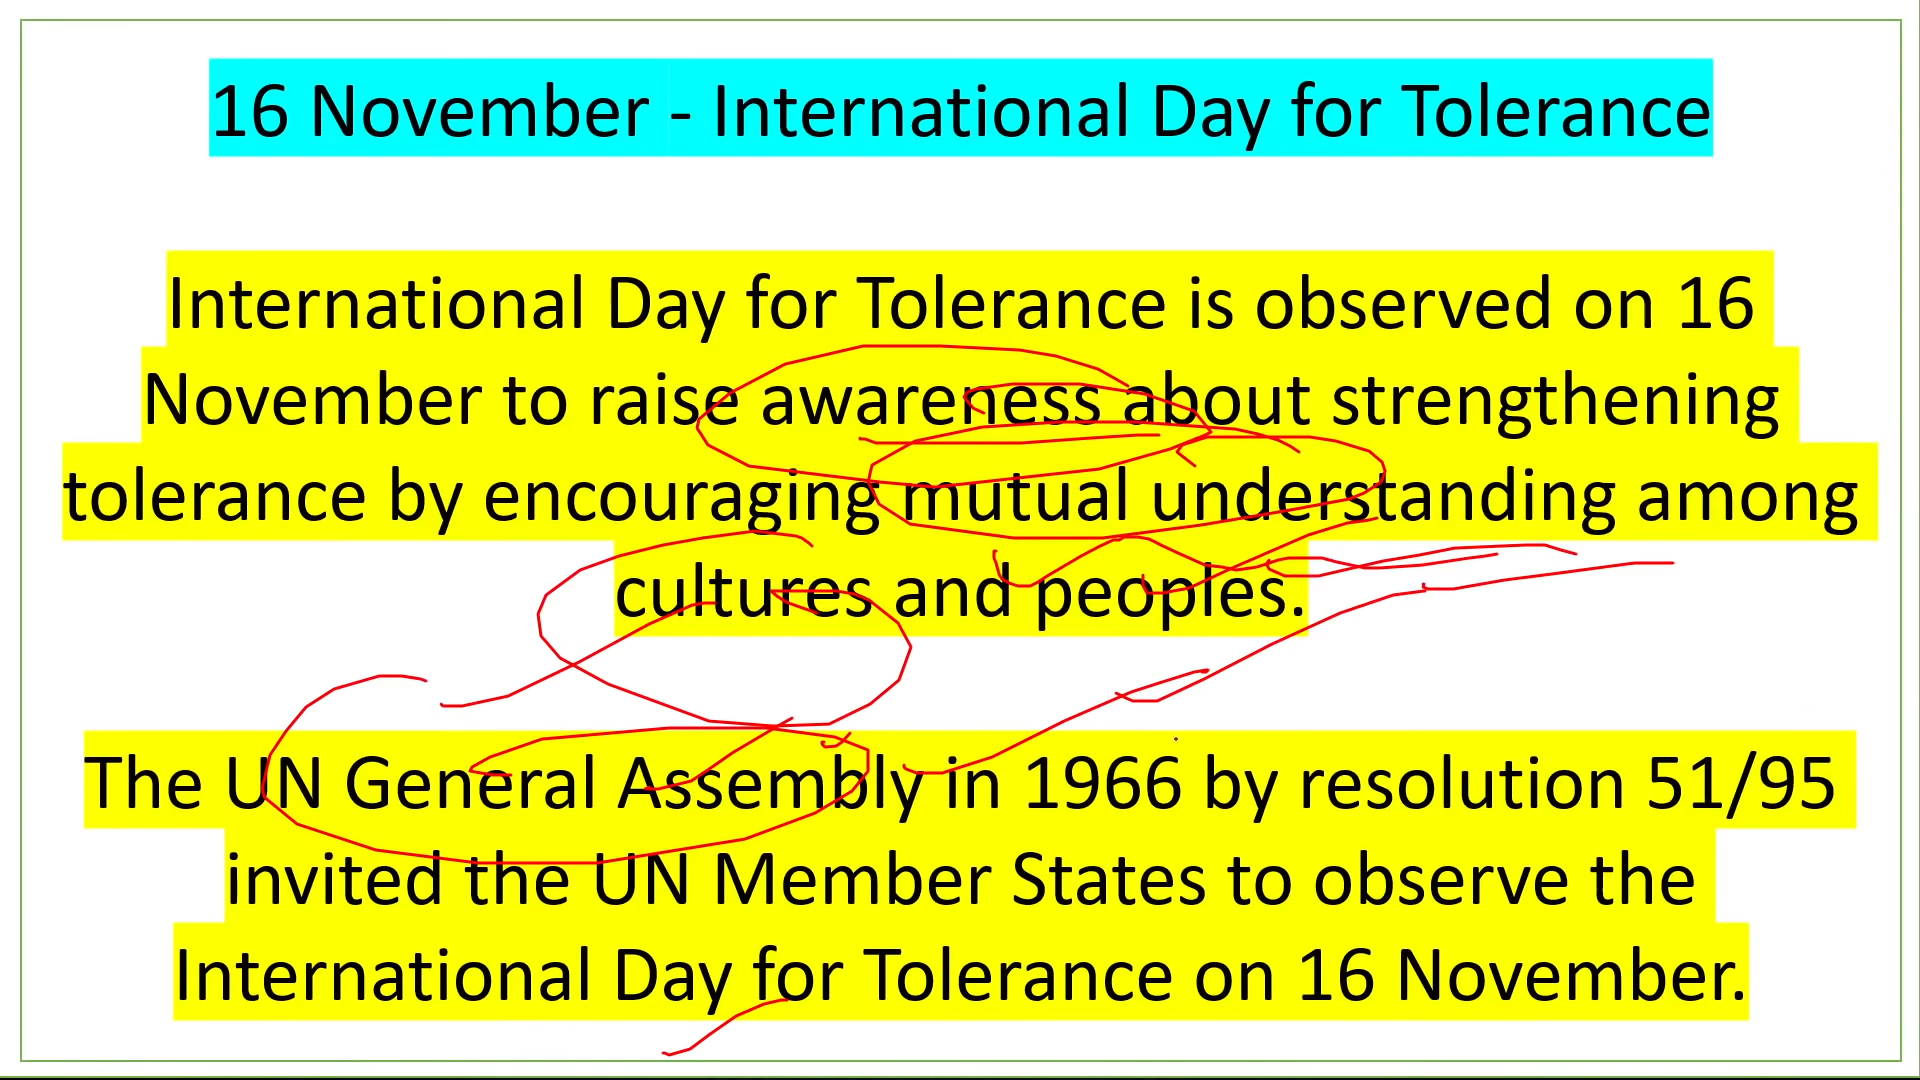 16 November - International Day for Tolerance
International Day for Tolerance is observed on 16
November to raise awareness about strengthening
tolerance by encouraging mutual understanding among
cultures and peoples.
The UN General Assembly in 1966 by resolution 51/95
invited the UN Member States to observe the
International Day for Tolerance on 16 November.